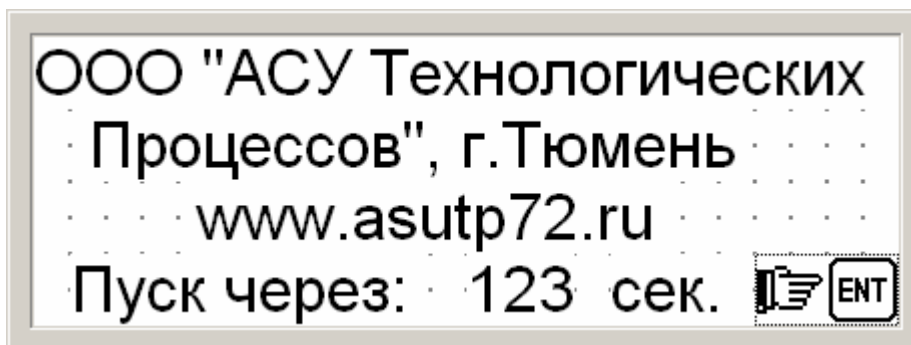 ООО "АСУ Технологических
Процессов", г.Тюмень
www.asutp72.ru
Пуск через: 123 сек. ENT